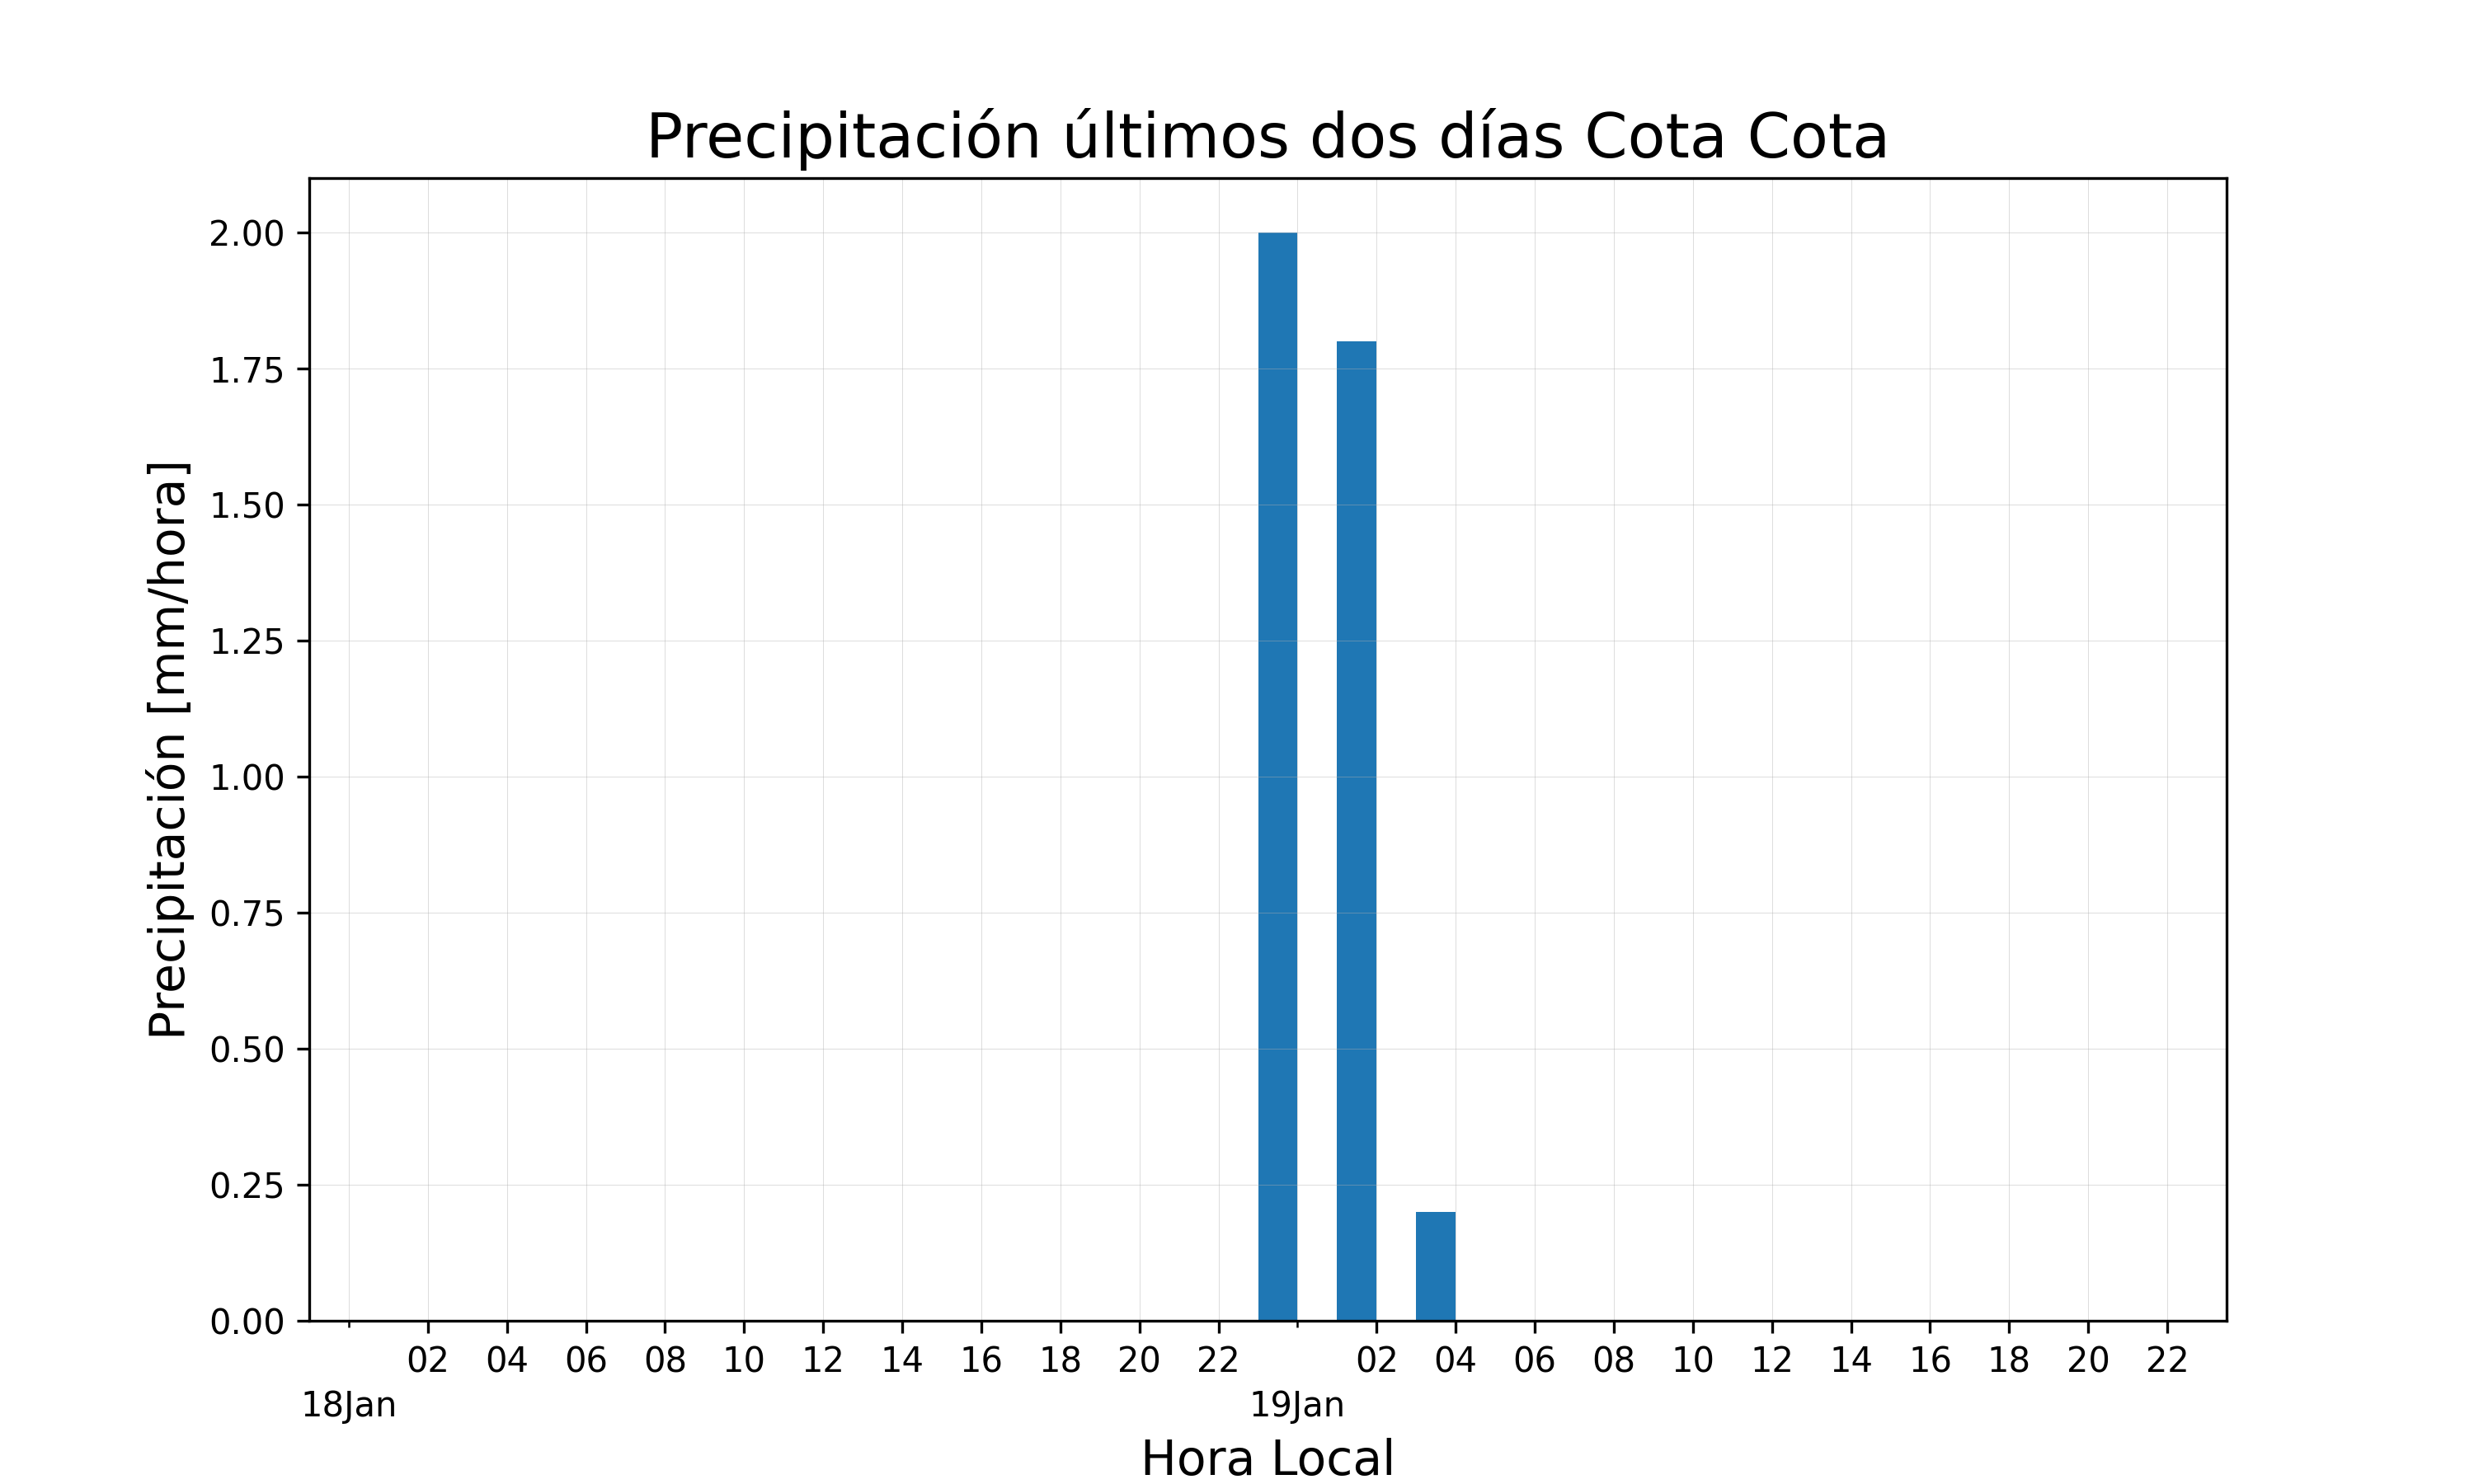 Precipitación últimos dos días Cota Cota
Precipitación [mm/hora]
2.00
1.75
1.50
1.25
1.00
0.75
0.50
0.25
0.00
02 04 06 08 10 12 14 16 18 20 22 02 04 06 08 10 12 14 16 18 20 22
18Jan 19Jan
Hora Local